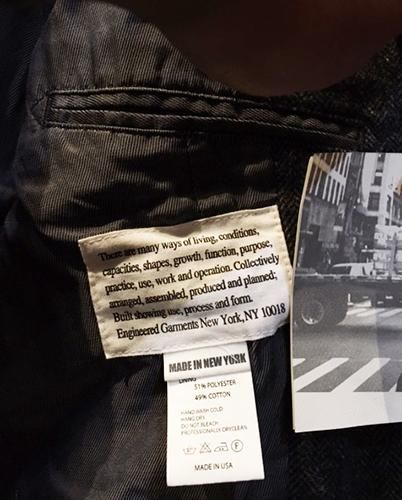 There are many ways of living, conditions,
capacities, shapes, growth, function, purpose,
practice, use, work and operation. Collectively
arranged, assembled, produced and planned;
Built showing use, process and form.
Engineered Garments New York, NY 10018
MADE IN NEW YORK
LINING
51% POLYESTER
49% COTTON
HAND WASH COLD
HANG DRY
DO NOT BLEACH
PROFESSIONALLY DRYCLEAN
F
MADE IN USA